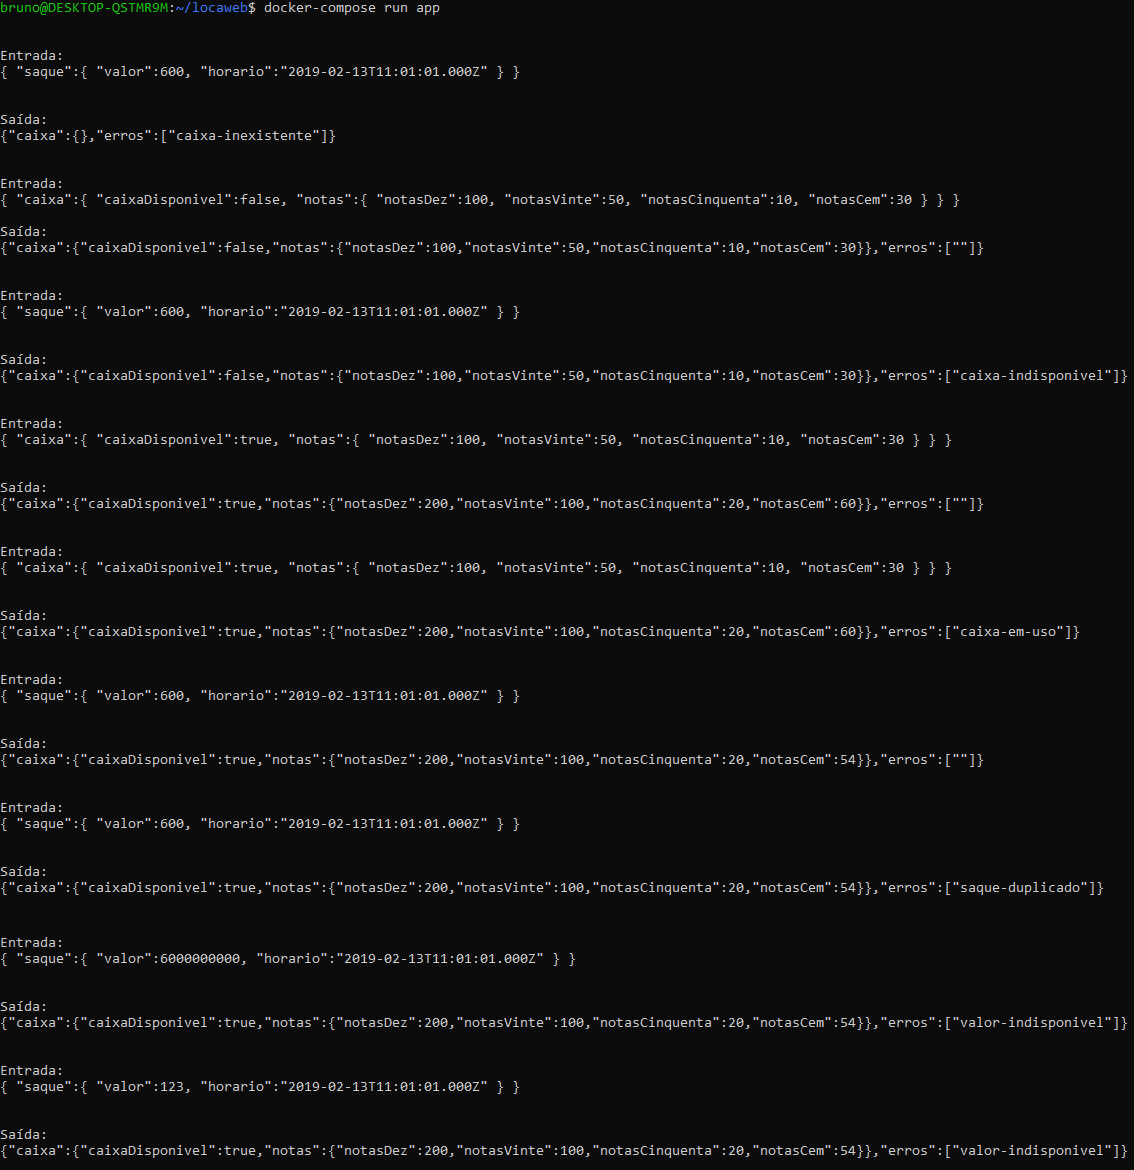 bruno@DESKTOP-QSTMR9M:~/locaweb$ docker-compose run app
Entrada:
{ "saque":{ "valor":600, "horario":"2019-02-13T11:01:01.000Z" } }
Saída:
{"caixa":{},"erros":["caixa-inexistente"]}
Entrada:
{ "caixa":{ "caixaDisponivel":false, "notas":{ "notasDez":100, "notasVinte":50, "notasCinquenta":10, "notasCem":30 } } }
Saída:
{"caixa":{"caixaDisponivel":false,"notas":{"notasDez":100,"notasVinte":50,"notasCinquenta":10,"notasCem":30}},"erros":[""]}
Entrada:
{ "saque":{ "valor":600, "horario":"2019-02-13T11:01:01.000Z" } }
Saída:
{"caixa":{"caixaDisponivel":false,"notas":{"notasDez":100,"notasVinte":50,"notasCinquenta":10,"notasCem":30}},"erros":["caixa-indisponivel"]}
Entrada:
{ "caixa":{ "caixaDisponivel":true, "notas":{ "notasDez":100, "notasVinte":50, "notasCinquenta":10, "notasCem":30 } } }
Saída:
{"caixa":{"caixaDisponivel":true,"notas":{"notasDez":200,"notasVinte":100,"notasCinquenta":20,"notasCem":60}},"erros":[""]}
Entrada:
{ "caixa":{ "caixaDisponivel":true, "notas":{ "notasDez":100, "notasVinte":50, "notasCinquenta":10, "notasCem":30 } } }
Saída:
{"caixa":{"caixaDisponivel":true,"notas":{"notasDez":200,"notasVinte":100,"notasCinquenta":20,"notasCem":60}},"erros":["caixa-em-uso"]}
Entrada:
{ "saque":{ "valor":600, "horario":"2019-02-13T11:01:01.000Z" } }
Saída:
{"caixa":{"caixaDisponivel":true,"notas":{"notasDez":200,"notasVinte":100,"notasCinquenta":20,"notasCem":54}},"erros":[""]}
Entrada:
{ "saque":{ "valor":600, "horario":"2019-02-13T11:01:01.000Z" } }
Saída:
{"caixa":{"caixaDisponivel":true,"notas":{"notasDez":200,"notasVinte":100,"notasCinquenta":20,"notasCem":54}},"erros":["saque-duplicado"]}
Entrada:
{ "saque":{ "valor":6000000000, "horario":"2019-02-13T11:01:01.000Z" } }
Saída:
{"caixa":{"caixaDisponivel":true,"notas":{"notasDez":200,"notasVinte":100,"notasCinquenta":20,"notasCem":54}},"erros":["valor-indisponivel"]}
Entrada:
{ "saque":{ "valor":123, "horario":"2019-02-13T11:01:01.000Z" } }
Saída:
{"caixa":{"caixaDisponivel":true,"notas":{"notasDez":200,"notasVinte":100,"notasCinquenta":20,"notasCem":54}},"erros":["valor-indisponivel"]}